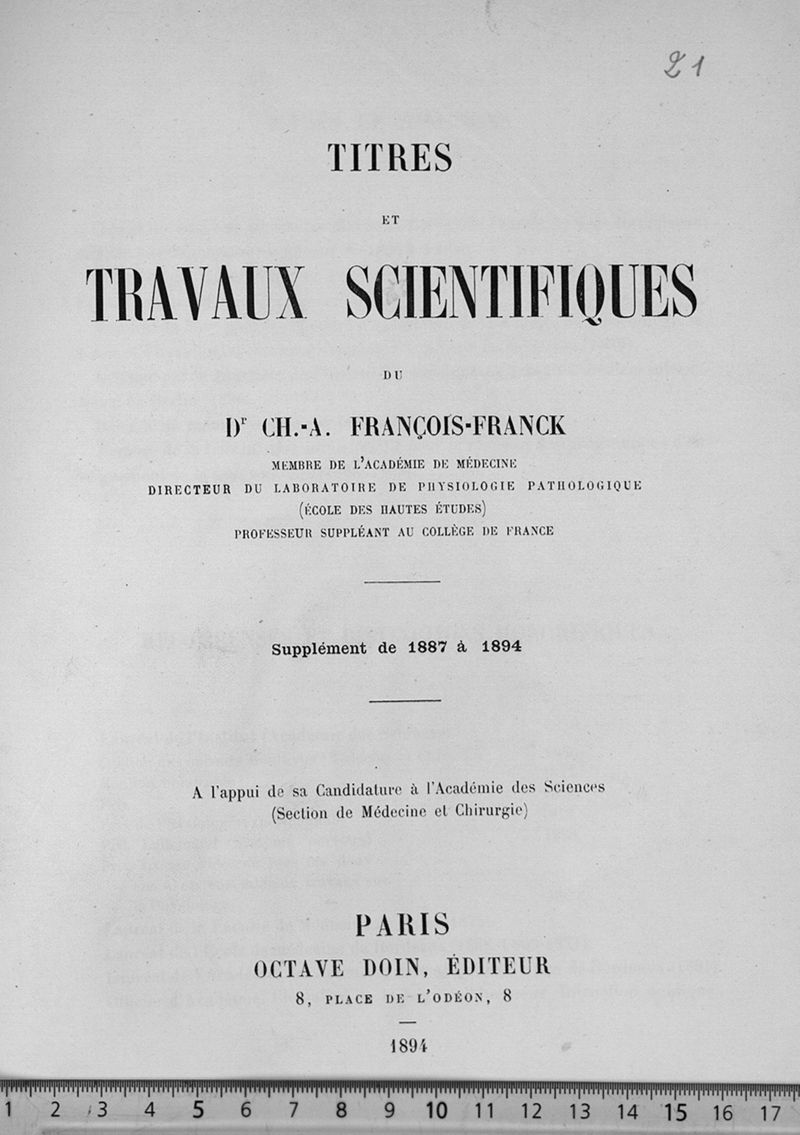 21
TITRES
ET
TRAVAUX SCIENTIFIQUES
DU
Dr CH.-A. FRANÇOIS-FRANCK
MEMBRE DE L'ACADÉMIE DE MÉDECINE
DIRECTEUR DU LABORATOIRE DE PHYSIOLOGIE PATHOLOGIQUE
(ÉCOLE DES HAUTES ÉTUDES)
PROFESSEUR SUPPLÉANT AU COLLÈGE DE FRANCE
Supplément de 1887 à 1894
A l'appui de sa Candidature à l'Académie des Sciences
(Section de Médecine et Chirurgie)
PARIS
OCTAVE DOIN, ÉDITEUR
8, PLACE DE L'ODÉON, 8
1894
1 2 3 4 5 6 7 8 9 10 11 12 13 14 15 16 17